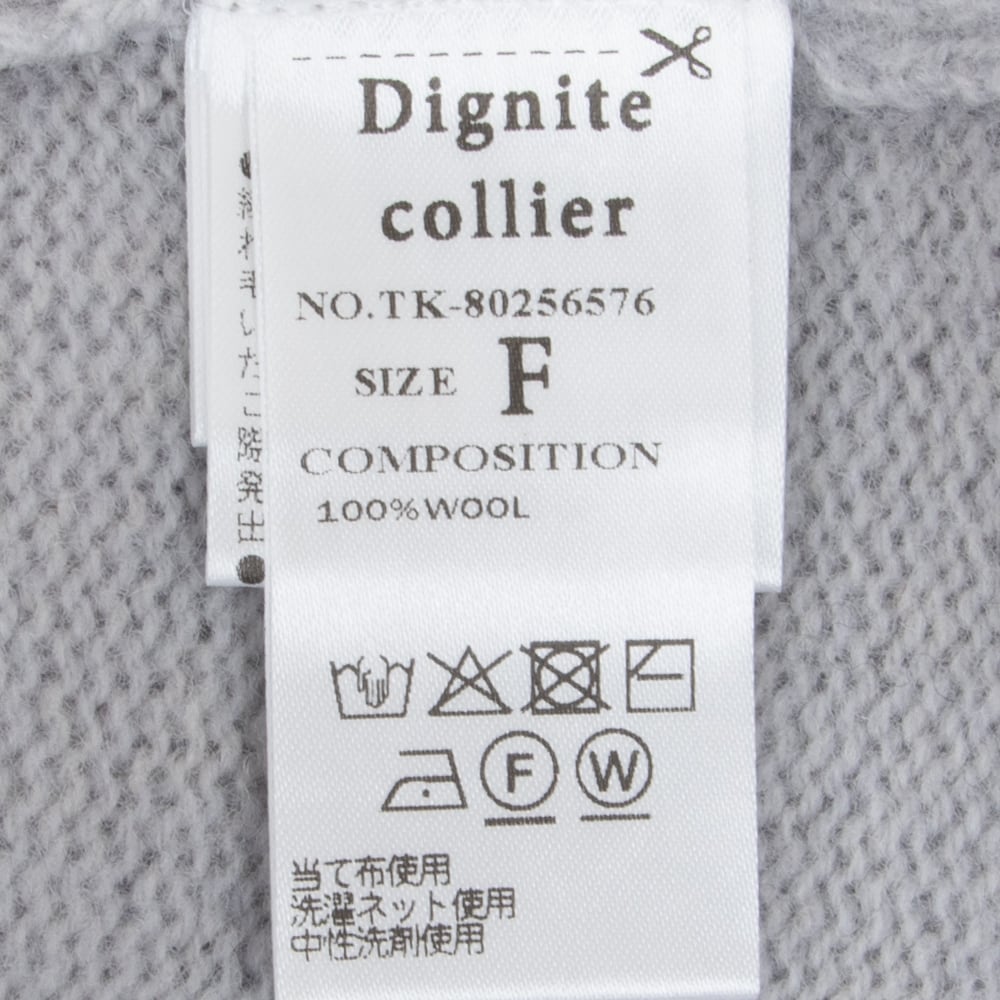 Dignite
collier
NO.TK-80256576
SIZE F
COMPOSITION
100%WOOL
F W
当て布使用
洗濯ネット使用
中性洗剤使用